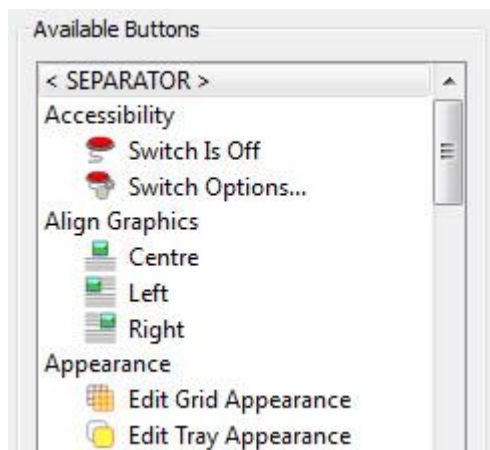 Available Buttons
< SEPARATOR >
Accessibility
Switch Is Off
Switch Options...
Align Graphics
Centre
Left
Right
Appearance
Edit Grid Appearance
Edit Tray Appearance